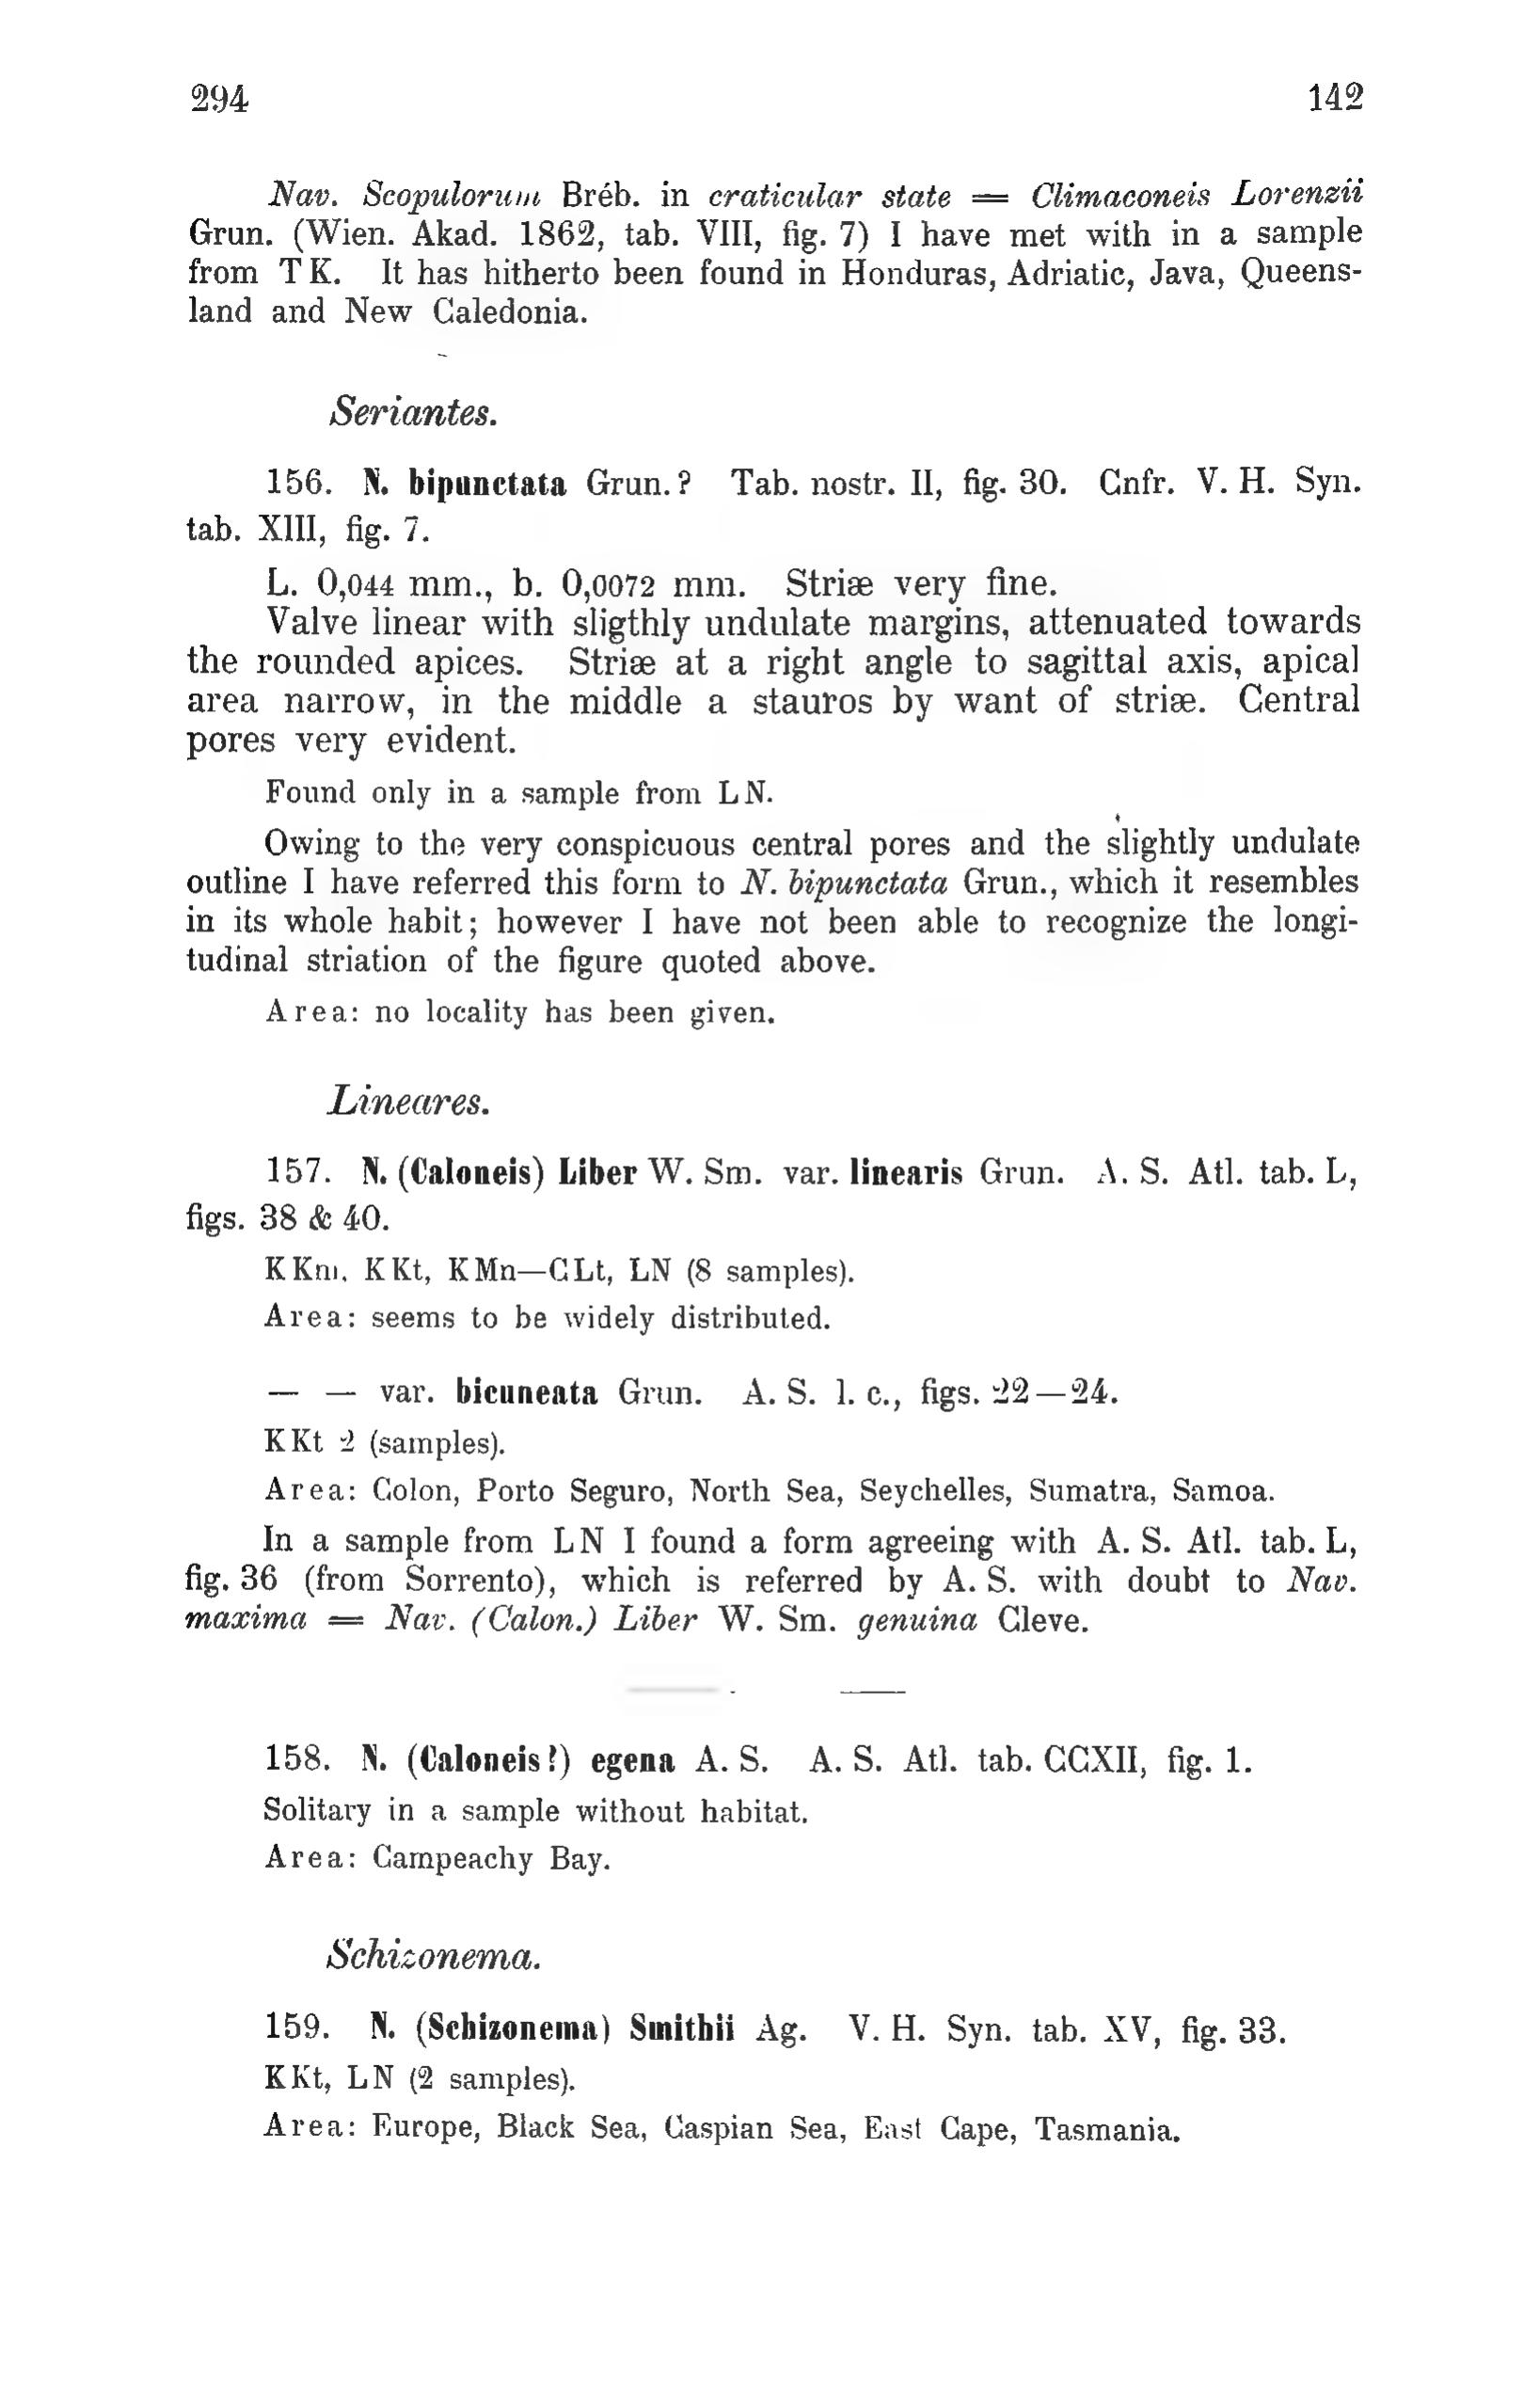 294 142
Nav. Scopulorum Bréb. in craticular state = Climaconeis Lorenzii
Grun. (Wien. Akad. 1862, tab. VIII, fig. 7) I have met with in a sample
from T K. It has hitherto been found in Honduras, Adriatic, Java, Queens-
land and New Caledonia.
Seriantes.
156. N. bipunctata Grun.? Tab. nostr. II, fig. 30. Cnfr. V. H. Syn.
tab. XIII, fig. 7.
L. 0,044 mm., b. 0,0072 mm. Striæ very fine.
Valve linear with sligthly undulate margins, attenuated towards
the rounded apices. Striæ at a right angle to sagittal axis, apical
area narrow, in the middle a stauros by want of striæ. Central
pores very evident.
Found only in a sample from L N.
Owing to the very conspicuous central pores and the slightly undulate
outline I have referred this form to N. bipunctata Grun., which it resembles
in its whole habit; however I have not been able to recognize the longi-
tudinal striation of the figure quoted above.
Area: no locality has been given.
Lineares.
157. N. (Caloneis) Liber W. Sm. var. linearis Grun. A. S. Atl. tab. L,
figs. 38 & 40.
K Km, K Kt, K Mn—C Lt, LN (8 samples).
Area: seems to be widely distributed.
— — var. bicuneata Grun. A. S. l. c., figs. 22—24.
K Kt 2 (samples).
Area: Colon, Porto Seguro, North Sea, Seychelles, Sumatra, Samoa.
In a sample from L N I found a form agreeing with A. S. Atl. tab. L,
fig. 36 (from Sorrento), which is referred by A. S. with doubt to Nav.
maxima = Nav. (Calon.) Liber W. Sm. genuina Cleve.
158. N. (Caloneis?) egena A. S. A. S. Atl. tab. CCXII, fig. 1.
Solitary in a sample without habitat.
Area: Campeachy Bay.
Schizonema.
159. N. (Schizonema) Smithii Ag. V. H. Syn. tab. XV, fig. 33.
K Kt, L N (2 samples).
Area: Europe, Black Sea, Caspian Sea, East Cape, Tasmania.